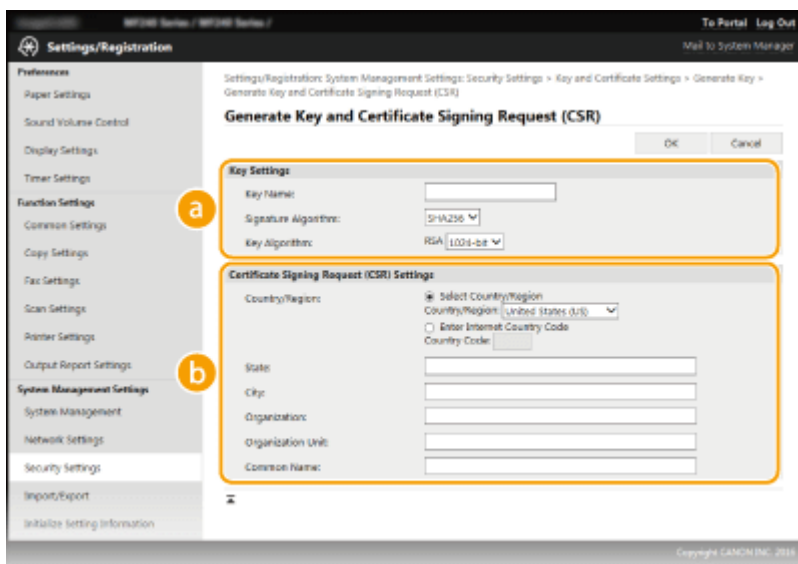 MF240 Series / MF240 Series /
To Portal Log Out
Settings/Registration
Mail to System Manager
Preferences
Paper Settings
Sound Volume Control
Display Settings
Timer Settings
Function Settings
Common Settings
Copy Settings
Fax Settings
Scan Settings
Printer Settings
Output Report Settings
System Management Settings
System Management
Network Settings
Security Settings
Import/Export
Initialize Setting Information
Settings/Registration: System Management Settings: Security Settings > Key and Certificate Settings > Generate Key >
Generate Key and Certificate Signing Request (CSR)
Generate Key and Certificate Signing Request (CSR)
OK Cancel
a
Key Settings
Key Name:
Signature Algorithm: SHA256
Key Algorithm: RSA 1024-bit
b
Certificate Signing Request (CSR) Settings
Country/Region: Select Country/Region
Country/Region: United States (US)
Enter Internet Country Code
Country Code:
State:
City:
Organization:
Organization Unit:
Common Name:
Copyright CANON INC. 2016